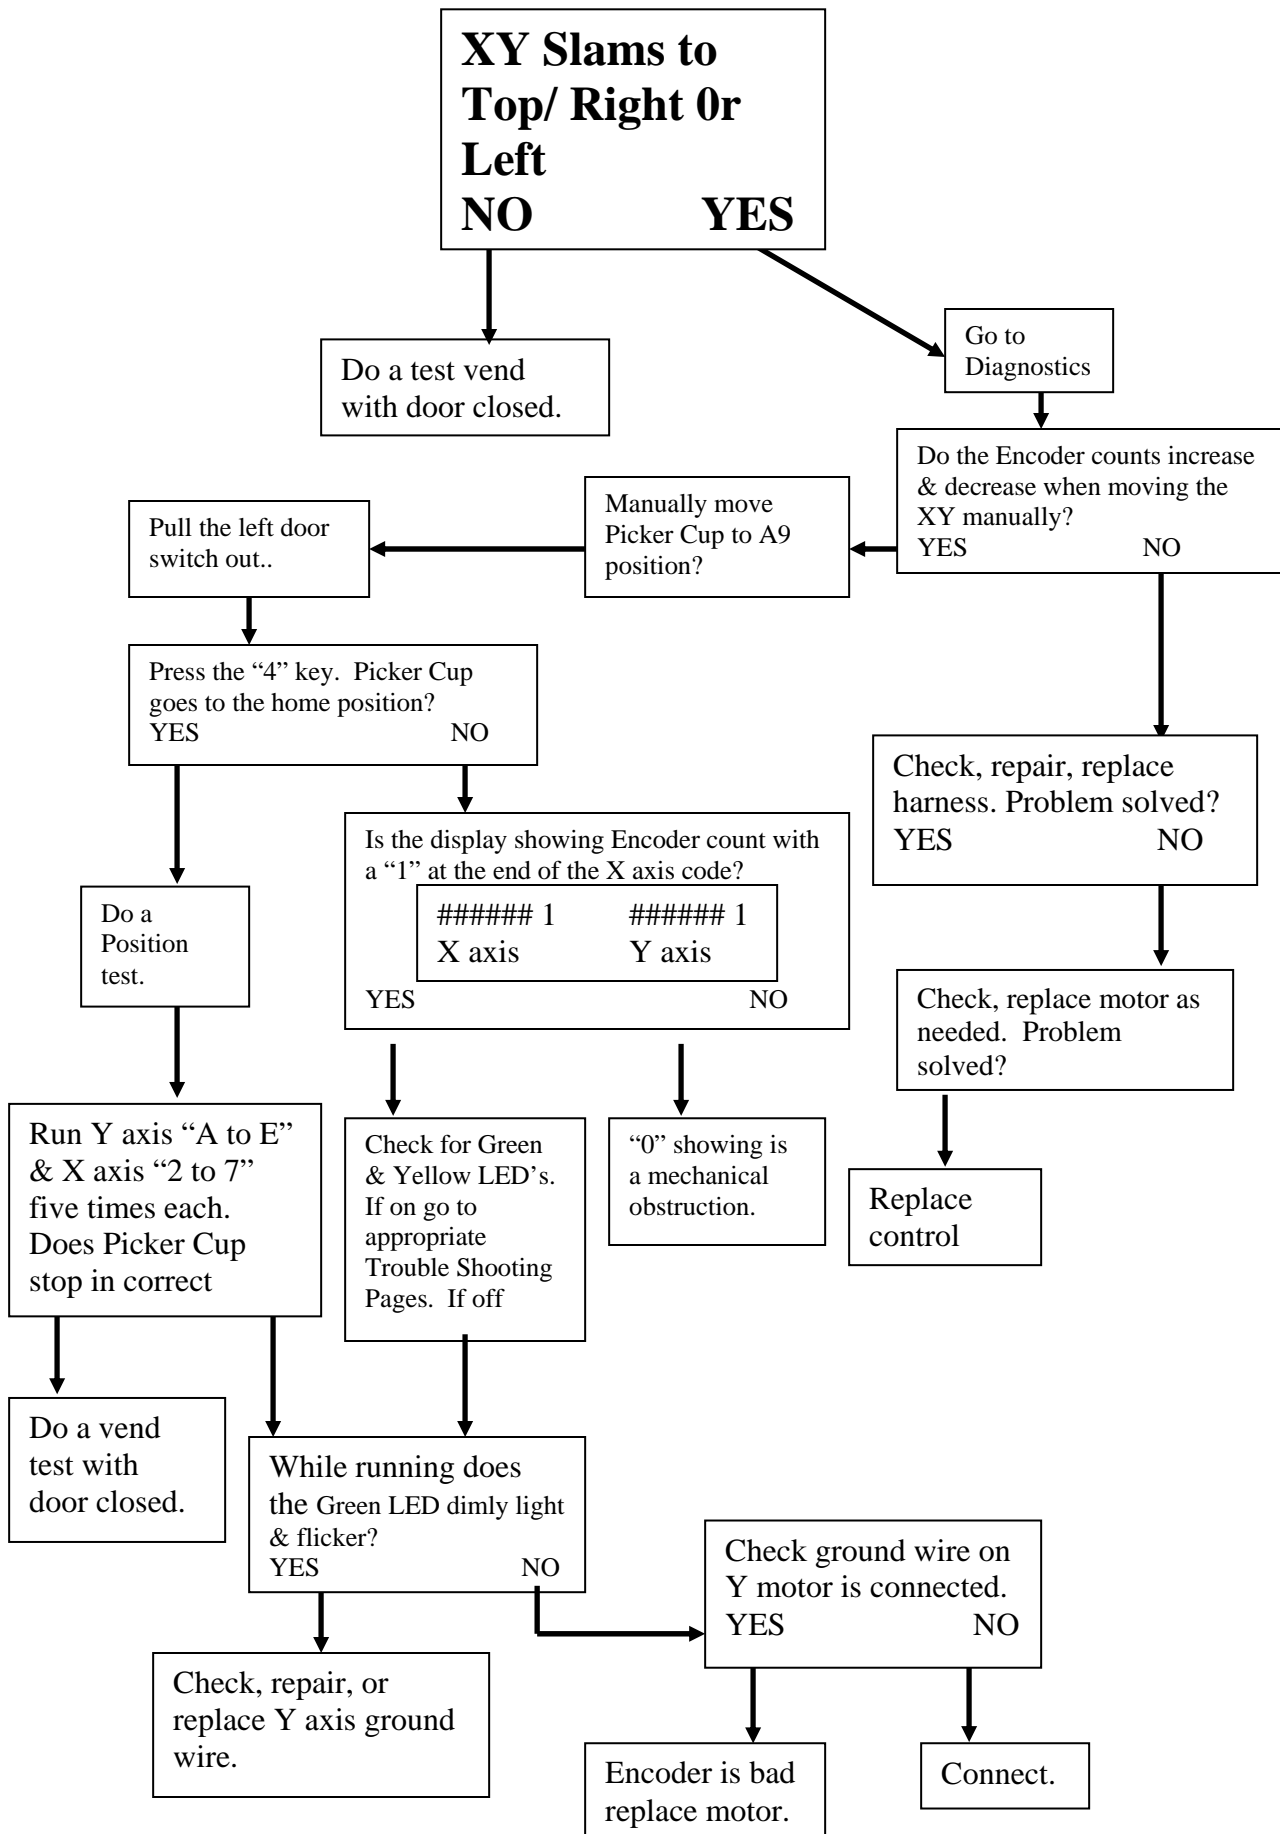 XY Slams to
Top/ Right 0r
Left
NO YES
Do a test vend
with door closed.
Go to
Diagnostics
Do the Encoder counts increase
& decrease when moving the
XY manually?
YES NO
Manually move
Picker Cup to A9
position?
Pull the left door
switch out..
Press the “4” key. Picker Cup
goes to the home position?
YES NO
Check, repair, replace
harness. Problem solved?
YES NO
Is the display showing Encoder count with
a “1” at the end of the X axis code?
###### 1 ###### 1
X axis Y axis
YES NO
Do a
Position
test.
Check, replace motor as
needed. Problem
solved?
Run Y axis “A to E”
& X axis “2 to 7”
five times each.
Does Picker Cup
stop in correct
Check for Green
& Yellow LED’s.
If on go to
appropriate
Trouble Shooting
Pages. If off
“0” showing is
a mechanical
obstruction.
Replace
control
Do a vend
test with
door closed.
While running does
the Green LED dimly light
& flicker?
YES NO
Check ground wire on
Y motor is connected.
YES NO
Check, repair, or
replace Y axis ground
wire.
Encoder is bad
replace motor.
Connect.